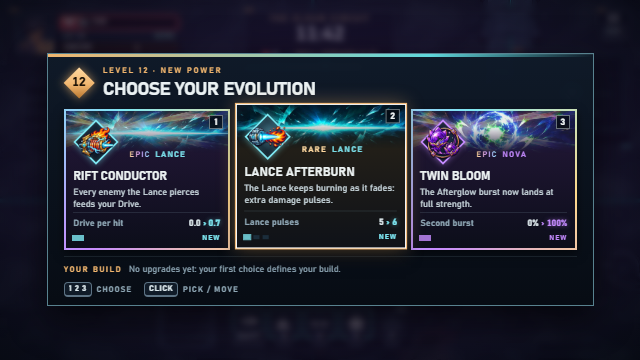 12
LEVEL 12 · NEW POWER
CHOOSE YOUR EVOLUTION
1
EPIC LANCE
RIFT CONDUCTOR
Every enemy the Lance pierces
feeds your Drive.
Drive per hit 0.0 › 0.7
NEW
2
RARE LANCE
LANCE AFTERBURN
The Lance keeps burning as it fades:
extra damage pulses.
Lance pulses 5 › 6
NEW
3
EPIC NOVA
TWIN BLOOM
The Afterglow burst now lands at
full strength.
Second burst 0% › 100%
NEW
YOUR BUILD No upgrades yet: your first choice defines your build.
1 2 3 CHOOSE CLICK PICK / MOVE